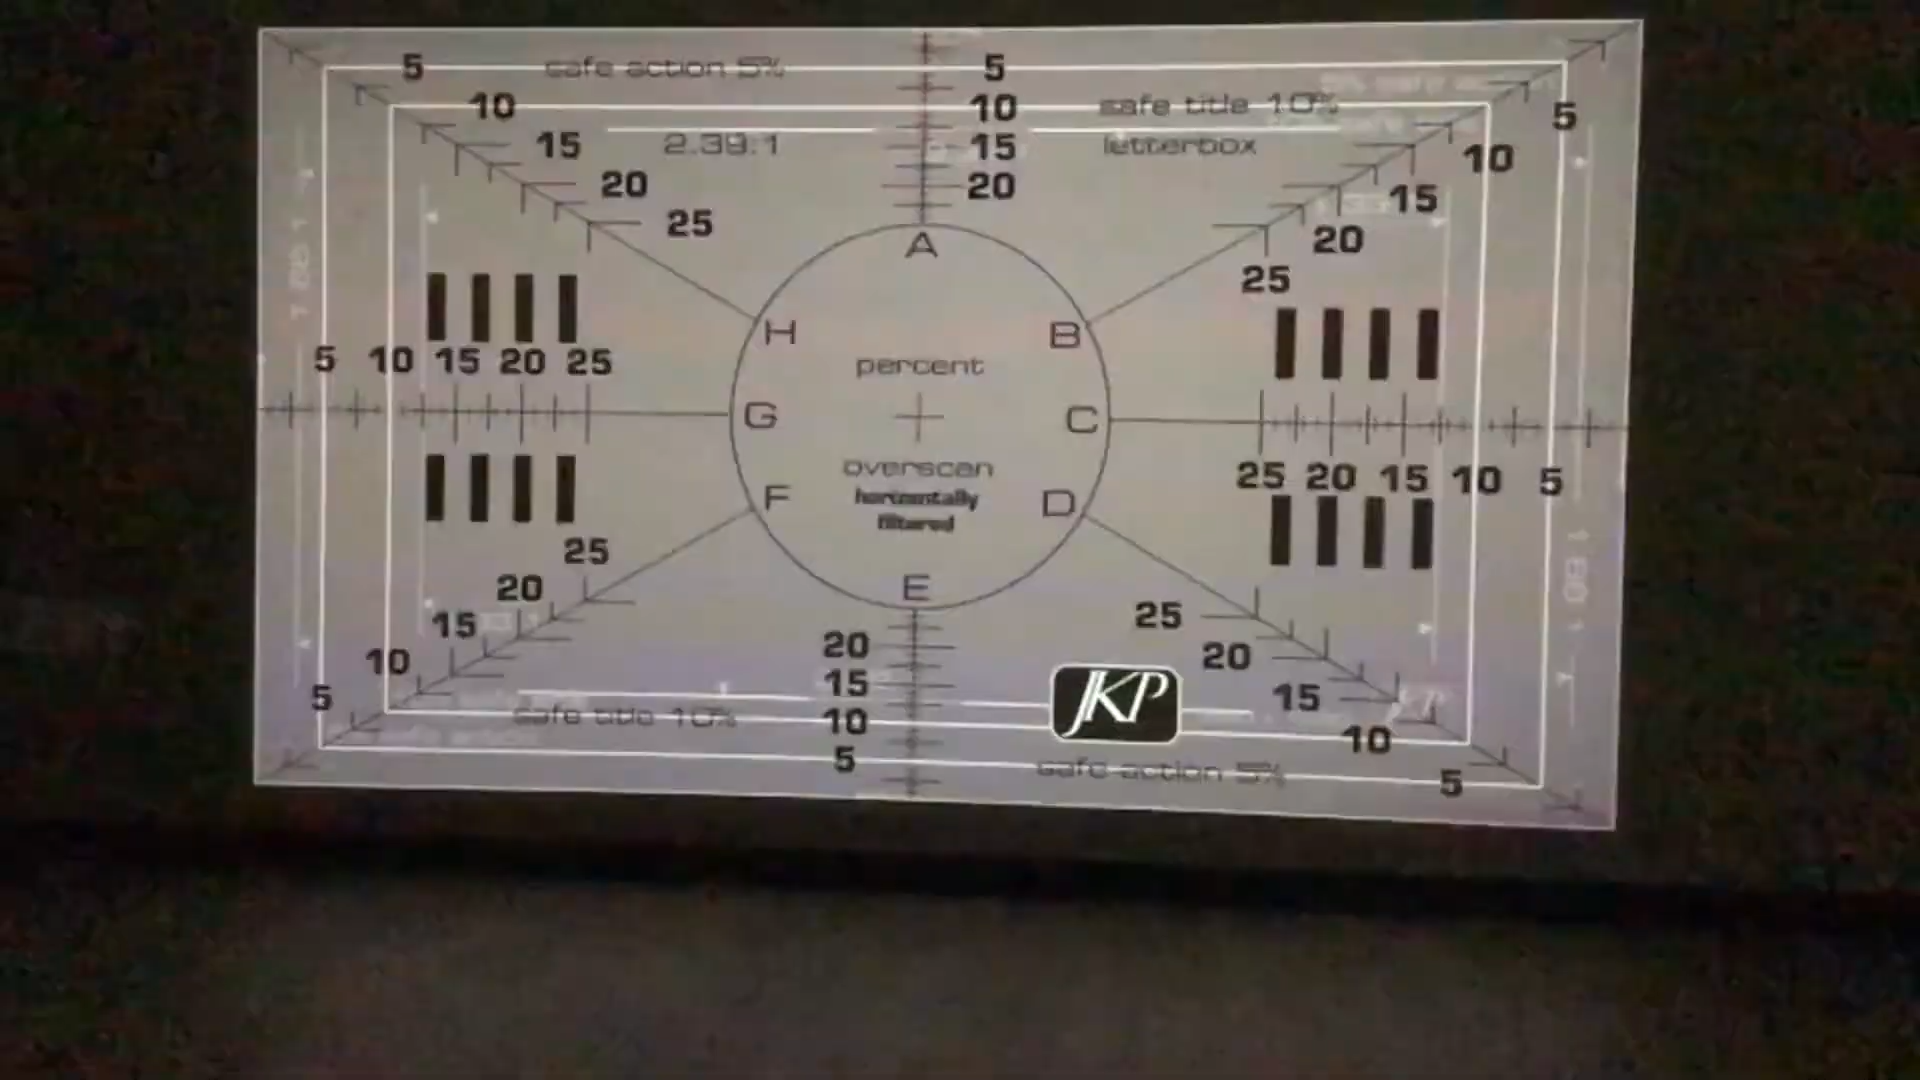 5 safe action 5% 5
10 10 safe title 10% 5
15 2.39:1 15 letterbox 10
20 20 15
25 20
A 25
H B
5 10 15 20 25 percent
G C
overscan 25 20 15 10 5
F horizontally D
filtered
25
20 E 25
15 20 20
10 15 JKP 15
5 safe title 10% 10 10
5 safe action 5% 5